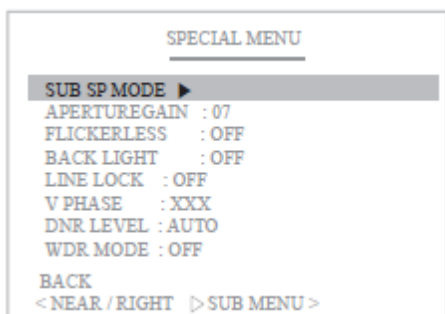 SPECIAL MENU
SUB SP MODE ▶
APERTUREGAIN : 07
FLICKERLESS : OFF
BACK LIGHT : OFF
LINE LOCK : OFF
V PHASE : XXX
DNR LEVEL : AUTO
WDR MODE : OFF
BACK
< NEAR / RIGHT ▷ SUB MENU >